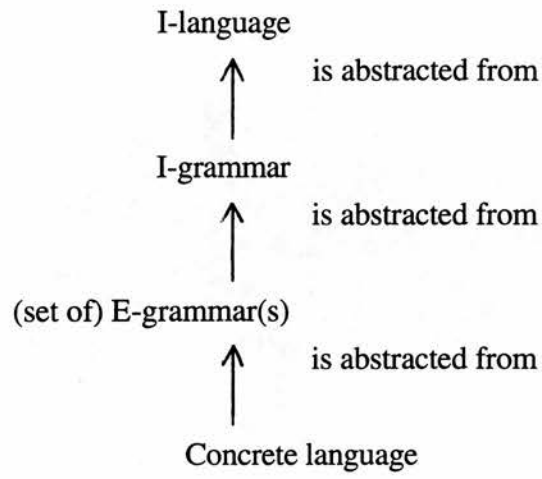 I-language
is abstracted from
I-grammar
is abstracted from
(set of) E-grammar(s)
is abstracted from
Concrete language